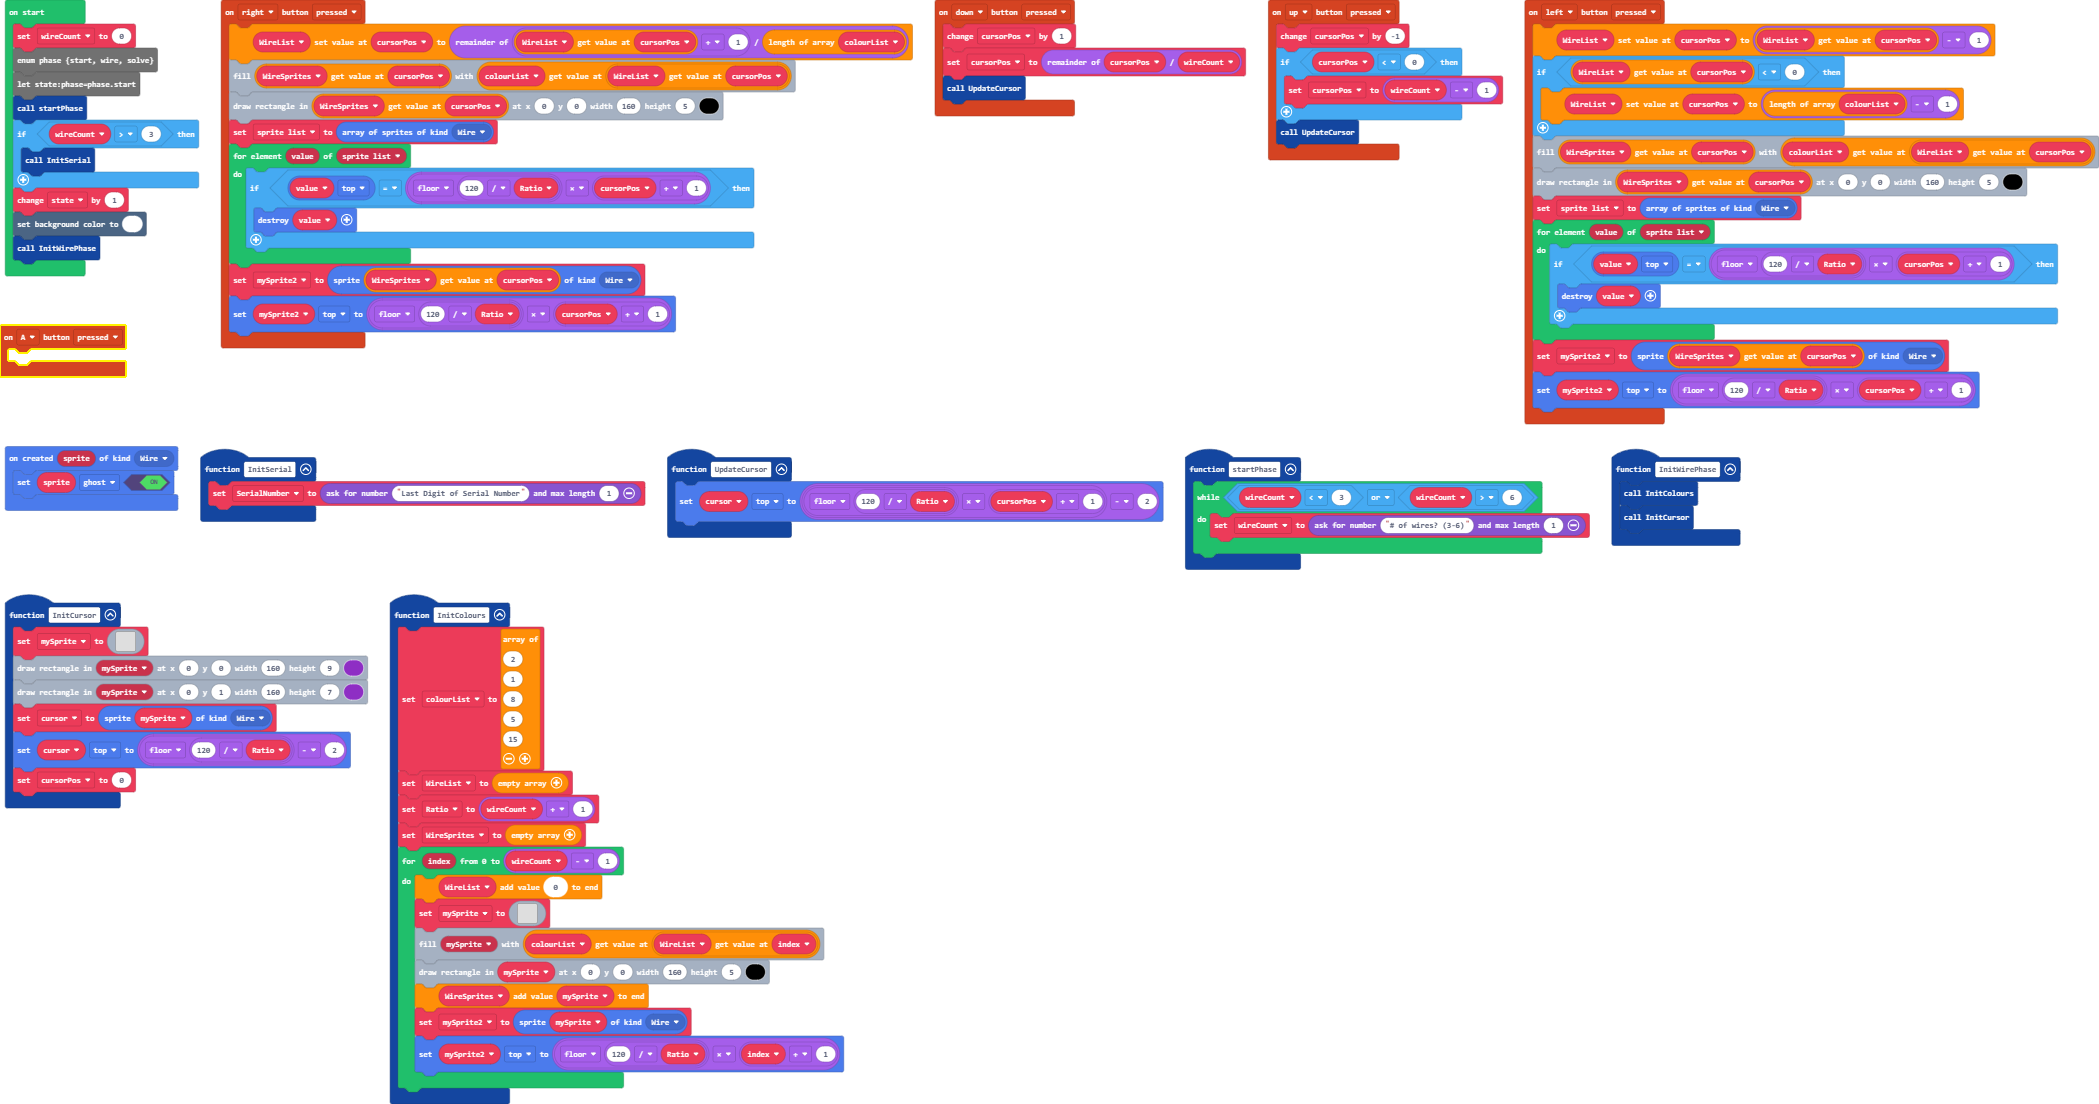 on start
set wireCount to 0
enum phase {start, wire, solve}
let state:phase=phase.start
call startPhase
if wireCount > 3 then
call InitSerial
change state by 1
set background color to
call InitWirePhase
on A button pressed
on right button pressed
WireList set value at cursorPos to remainder of WireList get value at cursorPos + 1 / length of array colourList
fill WireSprites get value at cursorPos with colourList get value at WireList get value at cursorPos
draw rectangle in WireSprites get value at cursorPos at x 0 y 0 width 160 height 5
set sprite list to array of sprites of kind Wire
for element value of sprite list
do
if value top = floor 120 / Ratio × cursorPos + 1 then
destroy value
set mySprite2 to sprite WireSprites get value at cursorPos of kind Wire
set mySprite2 top to floor 120 / Ratio × cursorPos + 1
on down button pressed
change cursorPos by 1
set cursorPos to remainder of cursorPos / wireCount
call UpdateCursor
on up button pressed
change cursorPos by -1
if cursorPos < 0 then
set cursorPos to wireCount - 1
call UpdateCursor
on left button pressed
WireList set value at cursorPos to WireList get value at cursorPos - 1
if WireList get value at cursorPos < 0 then
WireList set value at cursorPos to length of array colourList - 1
fill WireSprites get value at cursorPos with colourList get value at WireList get value at cursorPos
draw rectangle in WireSprites get value at cursorPos at x 0 y 0 width 160 height 5
set sprite list to array of sprites of kind Wire
for element value of sprite list
do
if value top = floor 120 / Ratio × cursorPos + 1 then
destroy value
set mySprite2 to sprite WireSprites get value at cursorPos of kind Wire
set mySprite2 top to floor 120 / Ratio × cursorPos + 1
on created sprite of kind Wire
set sprite ghost ON
function InitSerial
set SerialNumber to ask for number "Last Digit of Serial Number" and max length 1
function UpdateCursor
set cursor top to floor 120 / Ratio × cursorPos + 1 - 2
function startPhase
while wireCount < 3 or wireCount > 6
do
set wireCount to ask for number "# of wires? (3-6)" and max length 1
function InitWirePhase
call InitColours
call InitCursor
function InitCursor
set mySprite to
draw rectangle in mySprite at x 0 y 0 width 160 height 9
draw rectangle in mySprite at x 0 y 1 width 160 height 7
set cursor to sprite mySprite of kind Wire
set cursor top to floor 120 / Ratio - 2
set cursorPos to 0
function InitColours
set colourList to array of
2
1
8
5
15
set WireList to empty array
set Ratio to wireCount + 1
set WireSprites to empty array
for index from 0 to wireCount - 1
do
WireList add value 0 to end
set mySprite to
fill mySprite with colourList get value at WireList get value at index
draw rectangle in mySprite at x 0 y 0 width 160 height 5
WireSprites add value mySprite to end
set mySprite2 to sprite mySprite of kind Wire
set mySprite2 top to floor 120 / Ratio × index + 1